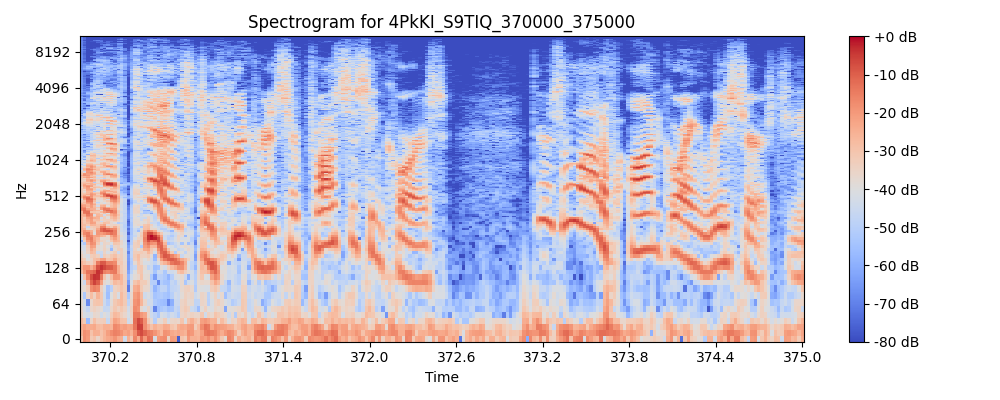 Spectrogram for 4PkKI_S9TIQ_370000_375000
8192
4096
2048
1024
512
256
128
64
0
Hz
370.2
370.8
371.4
372.0
372.6
373.2
373.8
374.4
375.0
Time
+0 dB
-10 dB
-20 dB
-30 dB
-40 dB
-50 dB
-60 dB
-70 dB
-80 dB